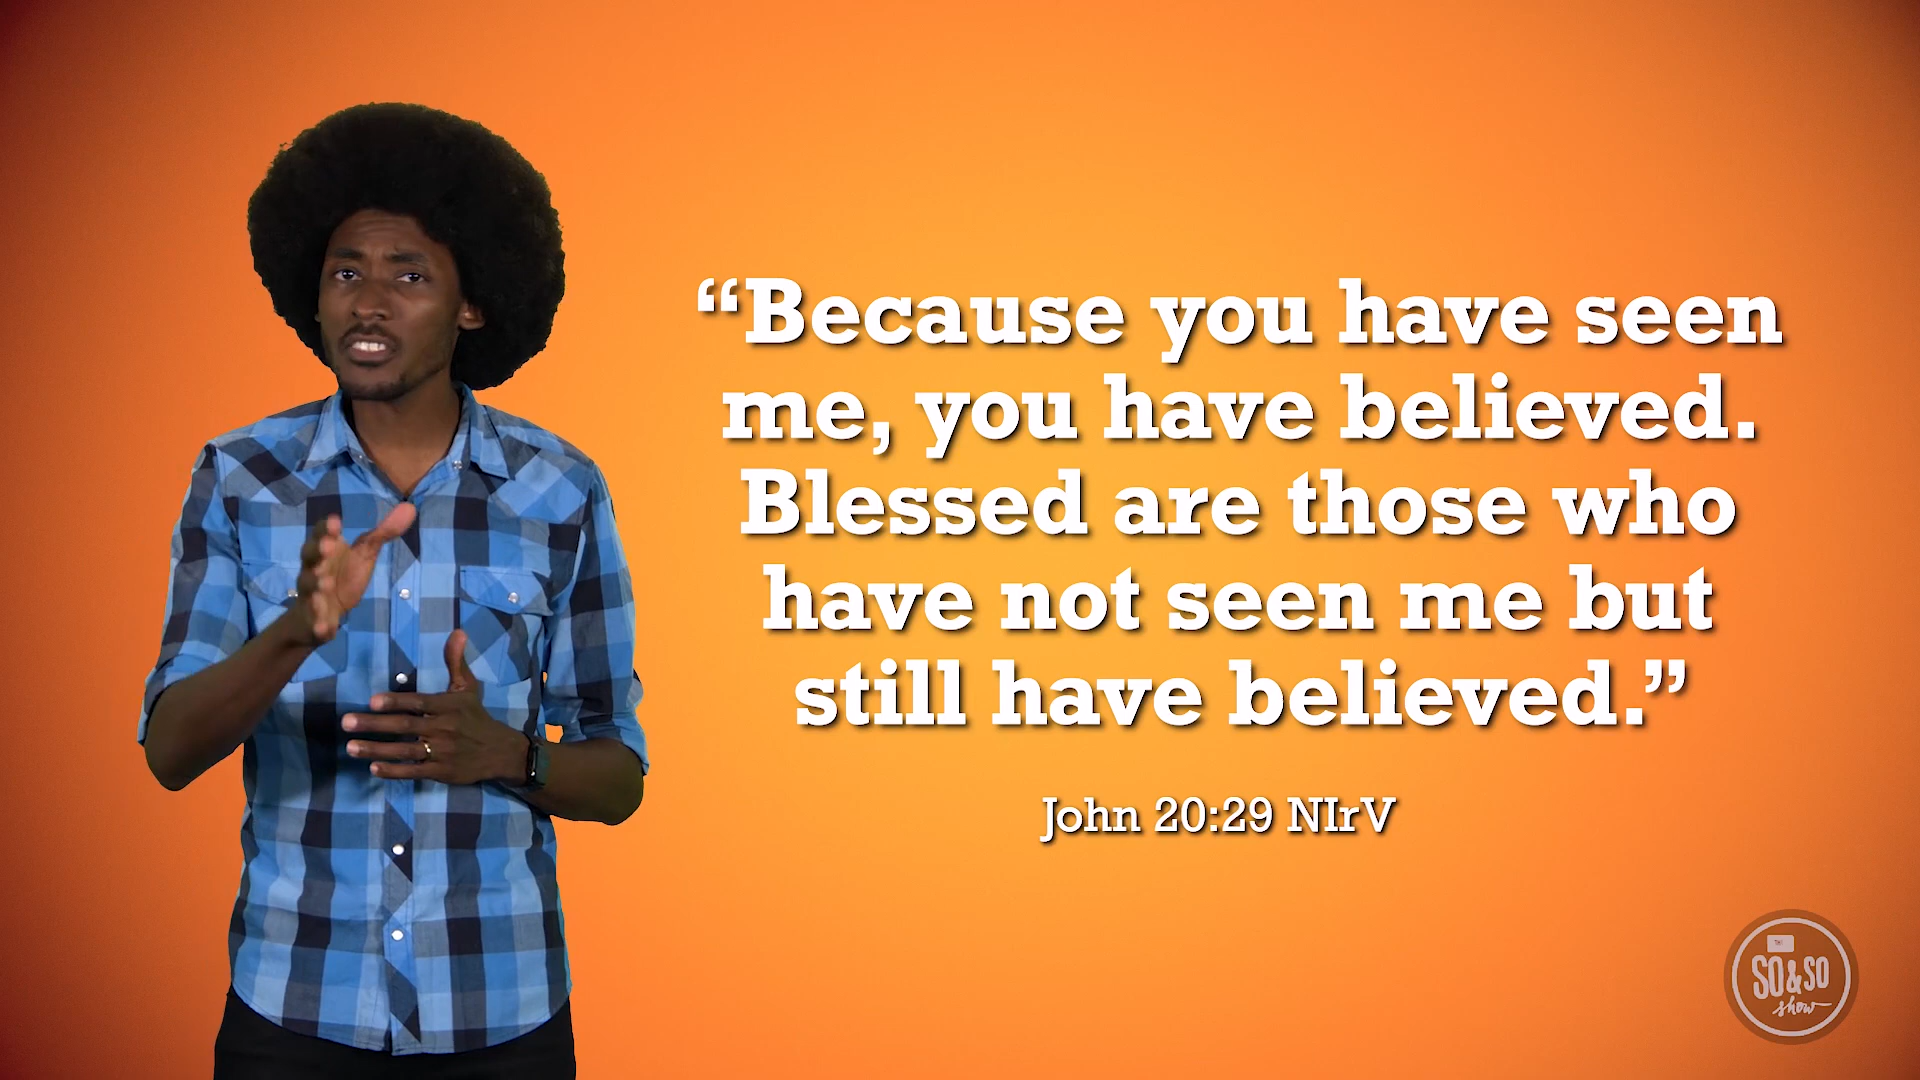 “Because you have seen
me, you have believed.
Blessed are those who
have not seen me but
still have believed.”
John 20:29 NIrV
SO & SO
show